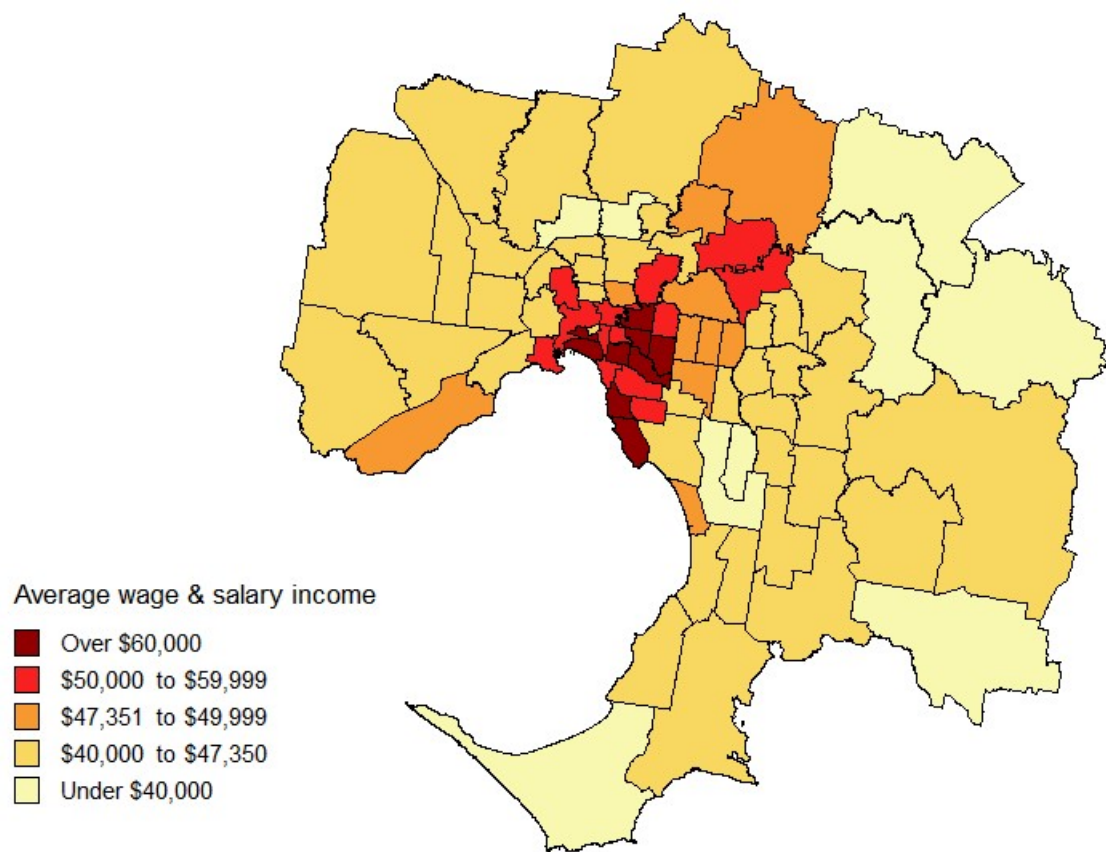 Average wage & salary income
Over $60,000
$50,000 to $59,999
$47,351 to $49,999
$40,000 to $47,350
Under $40,000